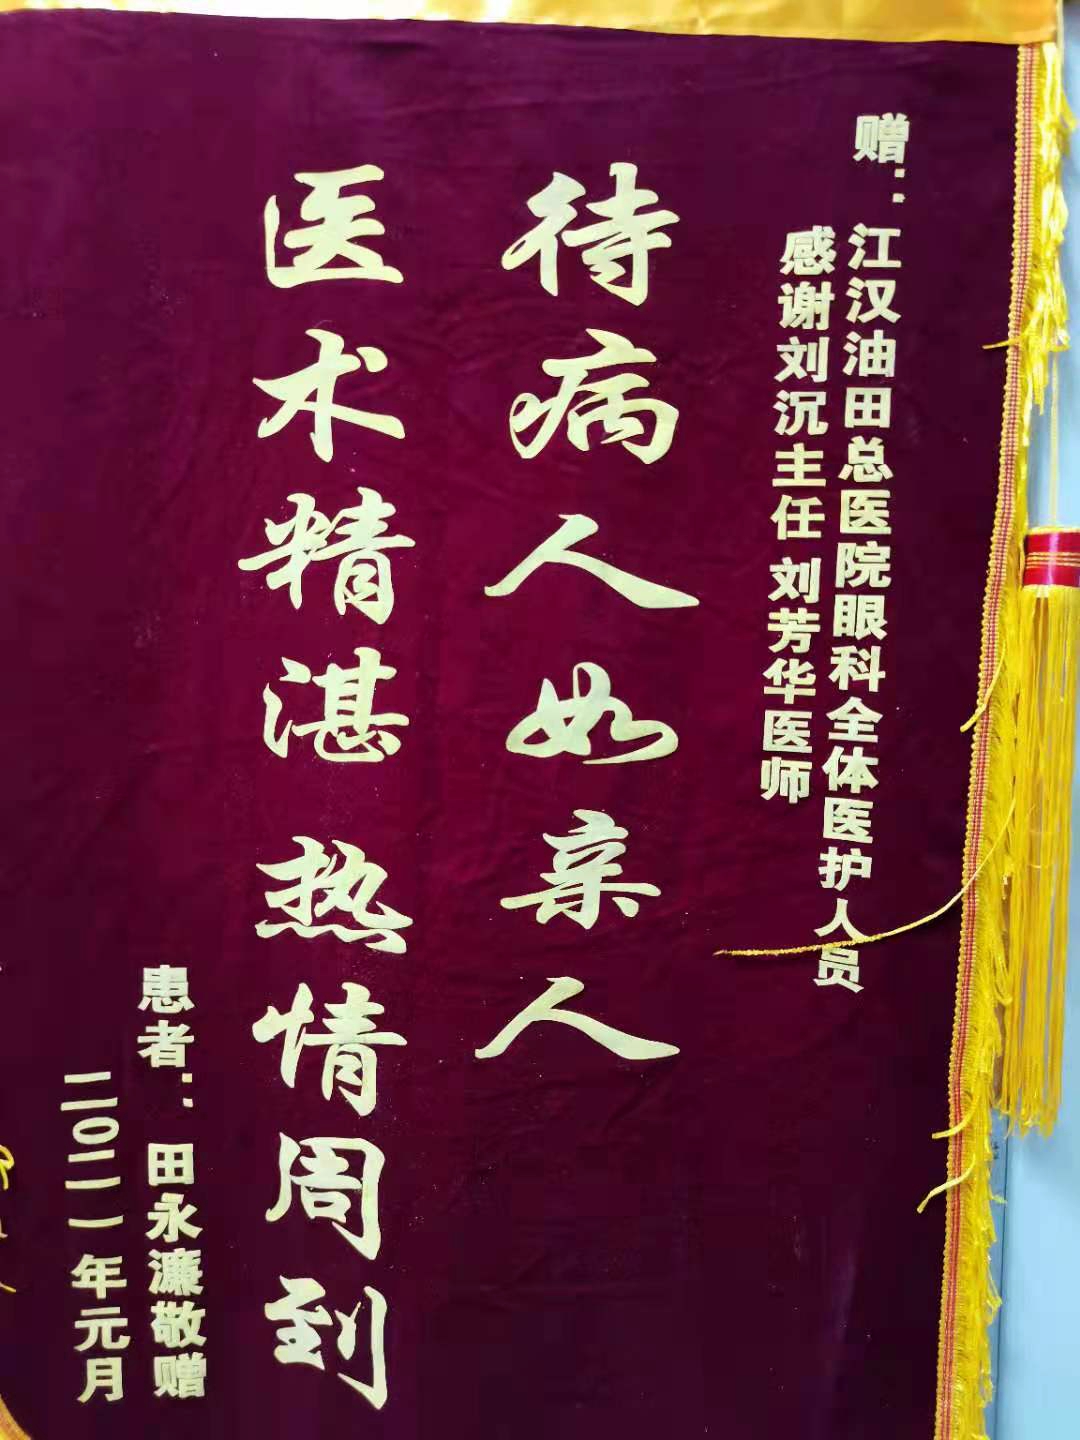 赠：江汉油田总医院眼科全体医护人员
感谢刘沉主任 刘芳华医师
待病人如亲人
医术精湛 热情周到
患者：田永濂敬赠
二〇二一年元月